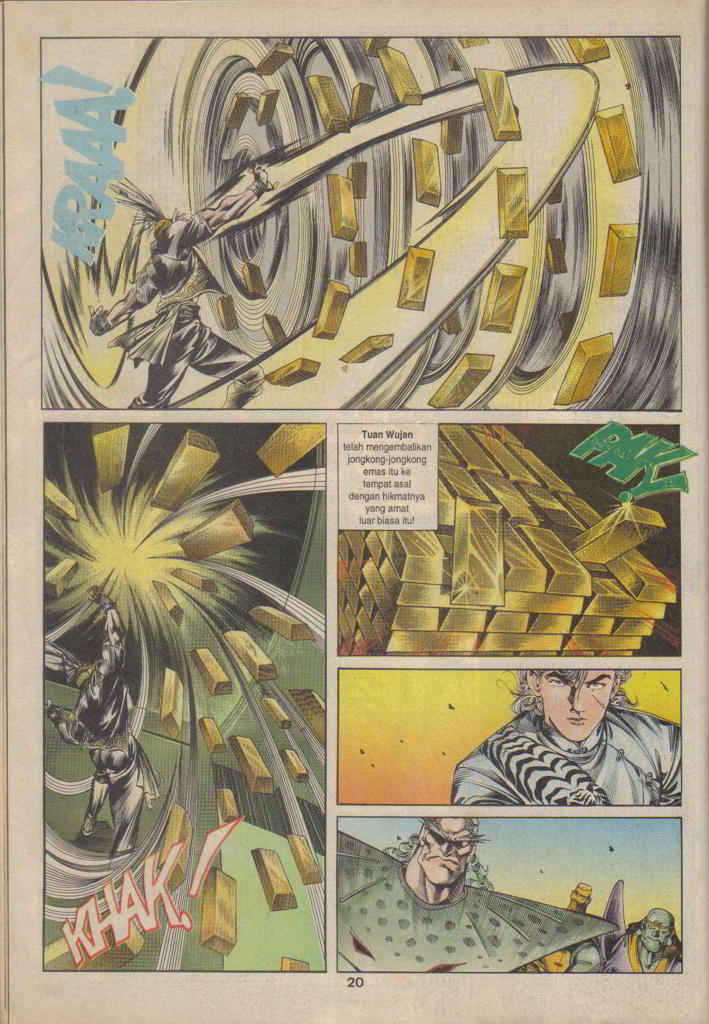 KRAAA!
Tuan Wujan
telah mengembalikan
jongkong-jongkong
emas itu ke
tempat asal
dengan hikmatnya
yang amat
luar biasa itu!
PAK!
KHAK!
20